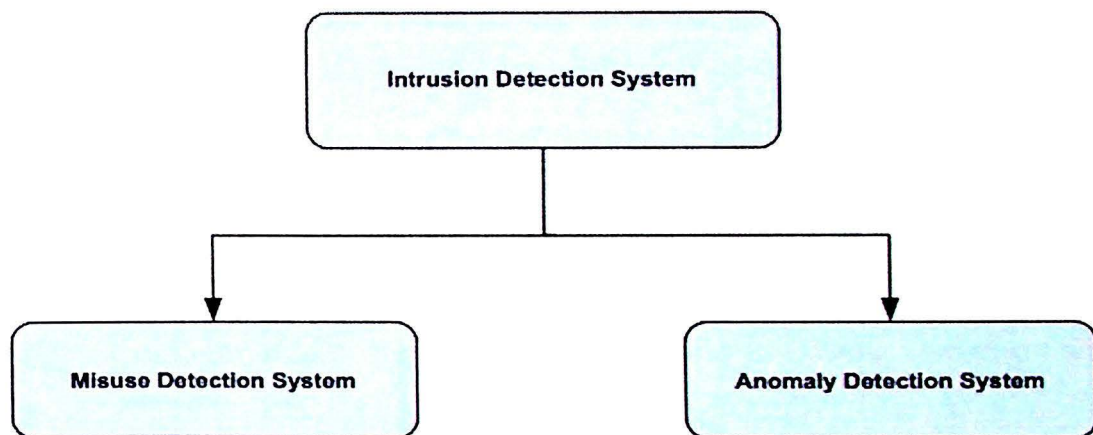 Intrusion Detection System
Misuse Detection System
Anomaly Detection System